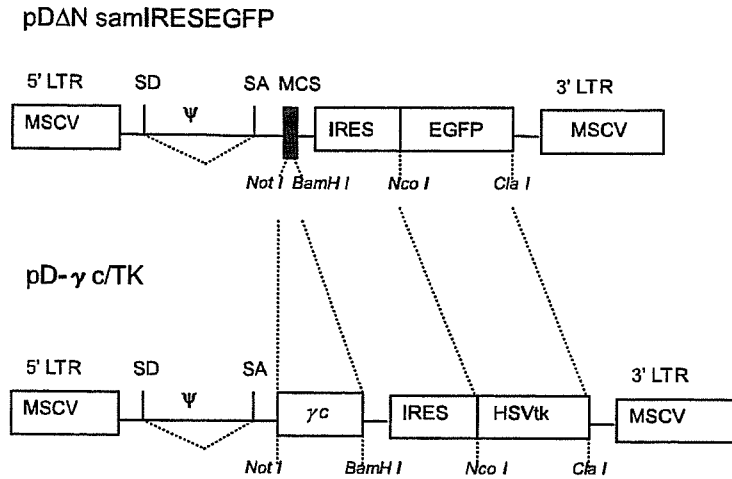 pDΔN samIRESEGFP
5' LTR SD ψ SA MCS 3' LTR
MSCV IRES EGFP MSCV
Not I BamH I Nco I Cla I
pD-γ c/TK
5' LTR SD ψ SA 3' LTR
MSCV γc IRES HSVtk MSCV
Not I BamH I Nco I Cla I